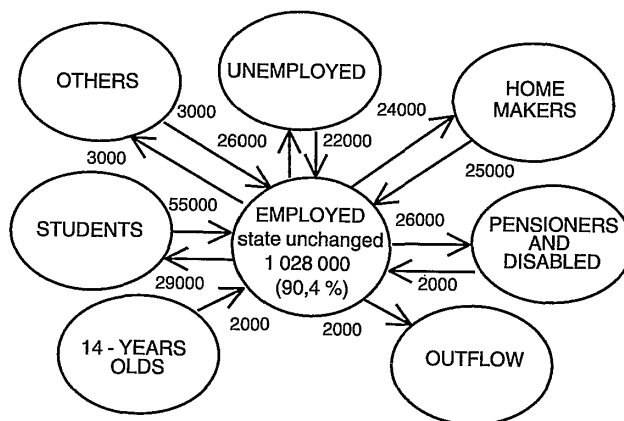 OTHERS
UNEMPLOYED
HOME
MAKERS
3000
3000
26000
22000
24000
25000
STUDENTS
55000
29000
EMPLOYED
state unchanged
1 028 000
(90,4 %)
26000
2000
PENSIONERS
AND
DISABLED
14 - YEARS
OLDS
2000
2000
OUTFLOW